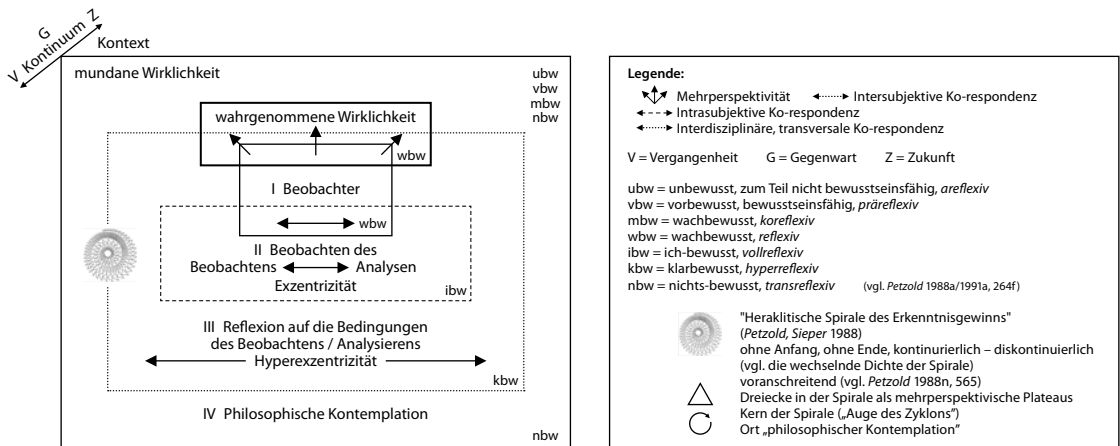 V Kontinuum Z
G
Kontext
mundane Wirklichkeit
ubw
vbw
mbw
nbw
wahrgenommene Wirklichkeit
wbw
I Beobachter
wbw
II Beobachten des
Beobachtens Analysen
Exzentrizität
ibw
III Reflexion auf die Bedingungen
des Beobachtens / Analysierens
Hyperexzentrizität
kbw
IV Philosophische Kontemplation
nbw
Legende:
Mehrperspektivität Intersubjektive Ko-respondenz
Intrasubjektive Ko-respondenz
Interdisziplinäre, transversale Ko-respondenz
V = Vergangenheit G = Gegenwart Z = Zukunft
ubw = unbewusst, zum Teil nicht bewusstseinsfähig, areflexiv
vbw = vorbewusst, bewusstseinsfähig, präreflexiv
mbw = wachbewusst, koreflexiv
wbw = wachbewusst, reflexiv
ibw = ich-bewusst, vollreflexiv
kbw = klarbewusst, hyperreflexiv
nbw = nichts-bewusst, transreflexiv (vgl. Petzold 1988a/1991a, 264f)
"Heraklitische Spirale des Erkenntnisgewinns"
(Petzold, Sieper 1988)
ohne Anfang, ohne Ende, kontinurierlich – diskontinuierlich
(vgl. die wechselnde Dichte der Spirale)
voranschreitend (vgl. Petzold 1988n, 565)
Dreiecke in der Spirale als mehrperspektivische Plateaus
Kern der Spirale („Auge des Zyklons")
Ort „philosophischer Kontemplation"